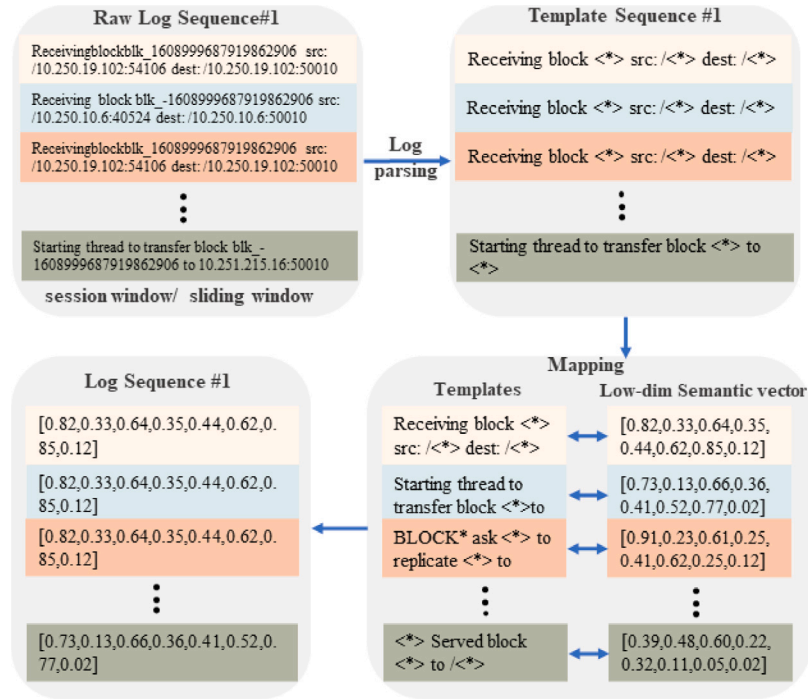 Raw Log Sequence#1
Receivingblockblk_1608999687919862906 src:
/10.250.19.102:54106 dest: /10.250.19.102:50010
Receiving block blk_-1608999687919862906 src:
/10.250.10.6:40524 dest: /10.250.10.6:50010
Receivingblockblk_1608999687919862906 src:
/10.250.19.102:54106 dest: /10.250.19.102:50010
Starting thread to transfer block blk_-
1608999687919862906 to 10.251.215.16:50010
session window/ sliding window
Log
parsing
Template Sequence #1
Receiving block <*> src: /<*> dest: /<*>
Receiving block <*> src: /<*> dest: /<*>
Receiving block <*> src: /<*> dest: /<*>
Starting thread to transfer block <*> to
<*>
Mapping
Templates
Low-dim Semantic vector
Receiving block <*>
src: /<*> dest: /<*>
[0.82,0.33,0.64,0.35,
0.44,0.62,0.85,0.12]
Starting thread to
transfer block <*>to
[0.73,0.13,0.66,0.36,
0.41,0.52,0.77,0.02]
BLOCK* ask <*> to
replicate <*> to
[0.91,0.23,0.61,0.25,
0.41,0.62,0.25,0.12]
<*> Served block
<*> to /<*>
[0.39,0.48,0.60,0.22,
0.32,0.11,0.05,0.02]
Log Sequence #1
[0.82,0.33,0.64,0.35,0.44,0.62,0.
85,0.12]
[0.82,0.33,0.64,0.35,0.44,0.62,0.
85,0.12]
[0.82,0.33,0.64,0.35,0.44,0.62,0.
85,0.12]
[0.73,0.13,0.66,0.36,0.41,0.52,0.
77,0.02]